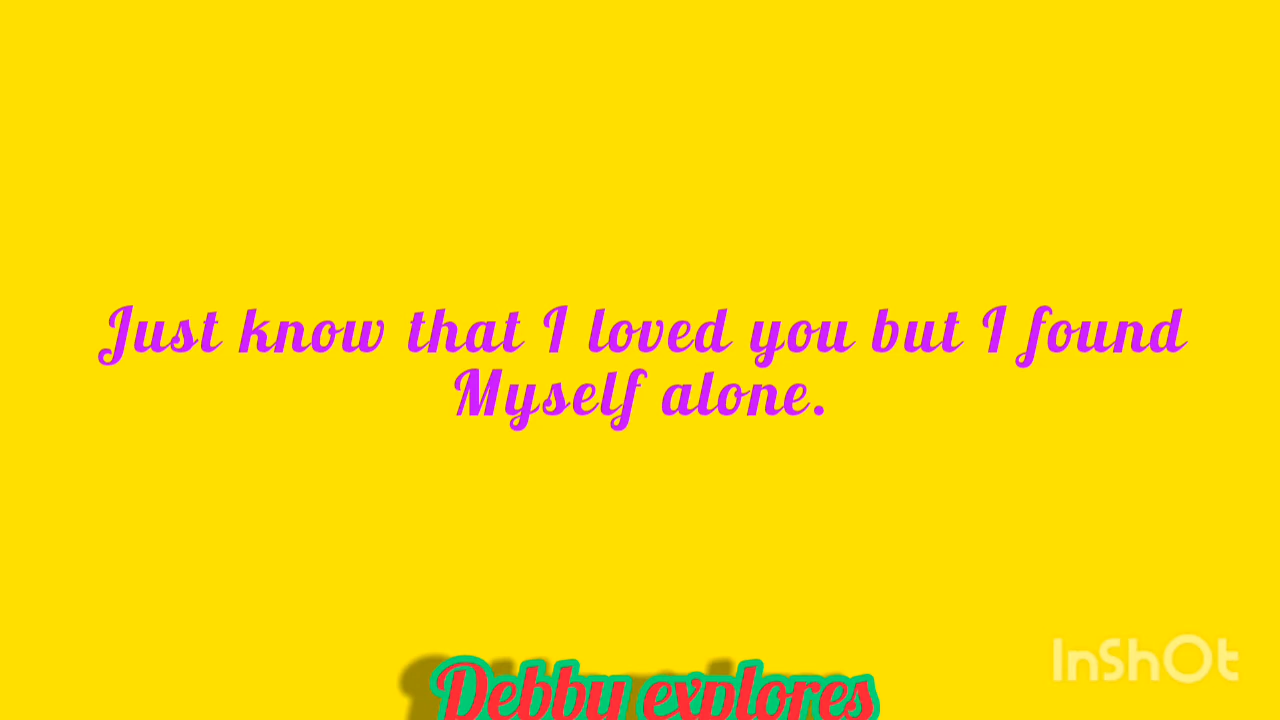 Just know that I loved you but I found
Myself alone.
Debby explores
InShOt